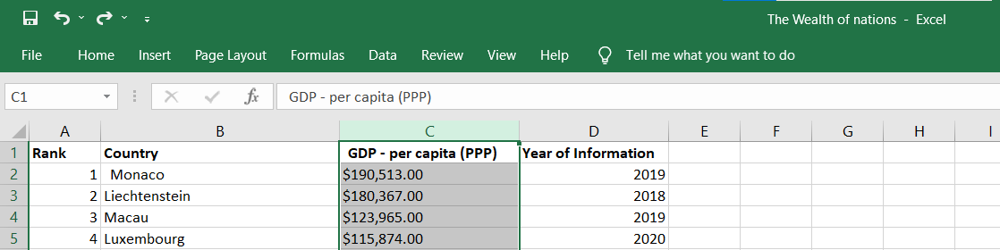 The Wealth of nations - Excel
File Home Insert Page Layout Formulas Data Review View Help Tell me what you want to do
C1 fx GDP - per capita (PPP)
A B C D E F G H I
1 Rank Country GDP - per capita (PPP) Year of Information
2 1 Monaco $190,513.00 2019
3 2 Liechtenstein $180,367.00 2018
4 3 Macau $123,965.00 2019
5 4 Luxembourg $115,874.00 2020